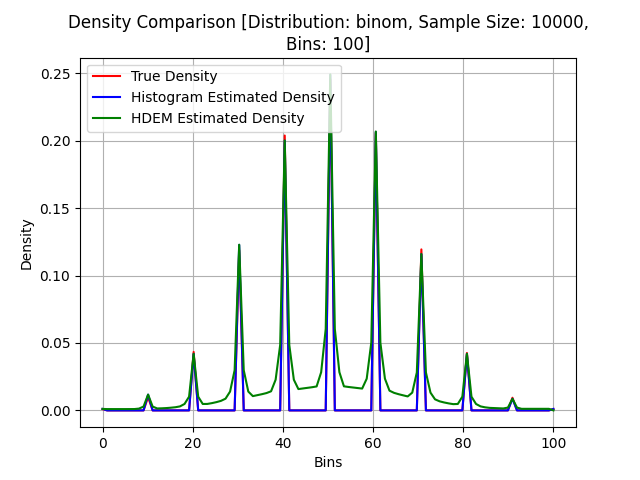 Density Comparison [Distribution: binom, Sample Size: 10000,
Bins: 100]
True Density
Histogram Estimated Density
HDEM Estimated Density
0.25
0.20
0.15
0.10
0.05
0.00
Density
0 20 40 60 80 100
Bins